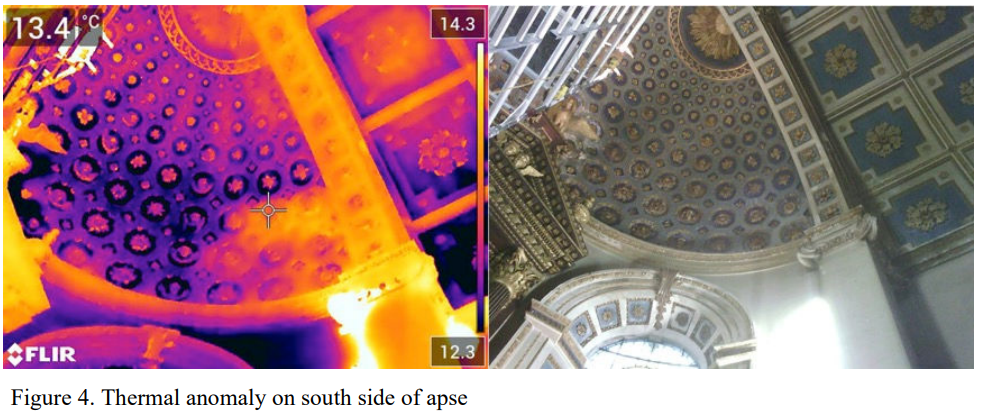 13.4 °C
14.3
12.3
FLIR
Figure 4. Thermal anomaly on south side of apse